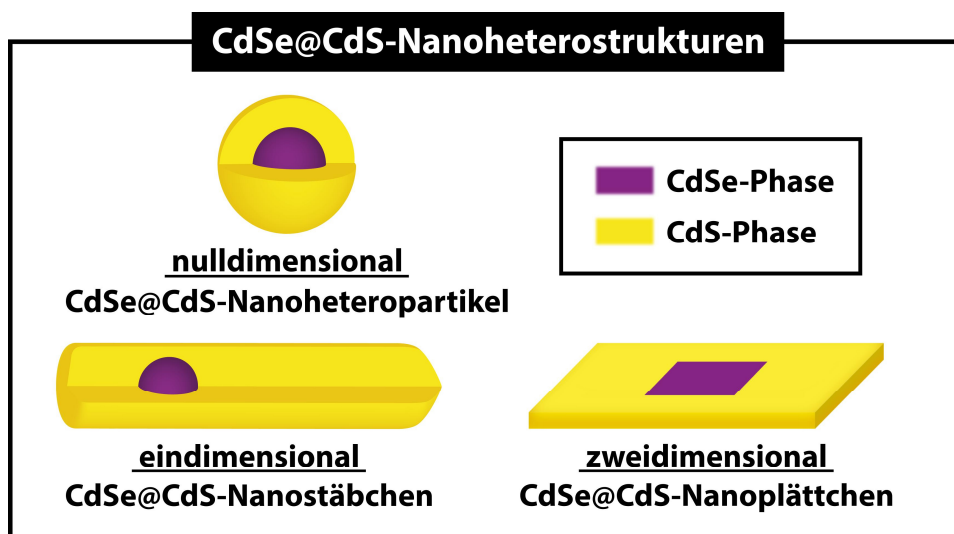 CdSe@CdS-Nanoheterostrukturen
CdSe-Phase
CdS-Phase
nulldimensional
CdSe@CdS-Nanoheteropartikel
eindimensional
CdSe@CdS-Nanostäbchen
zweidimensional
CdSe@CdS-Nanoplättchen